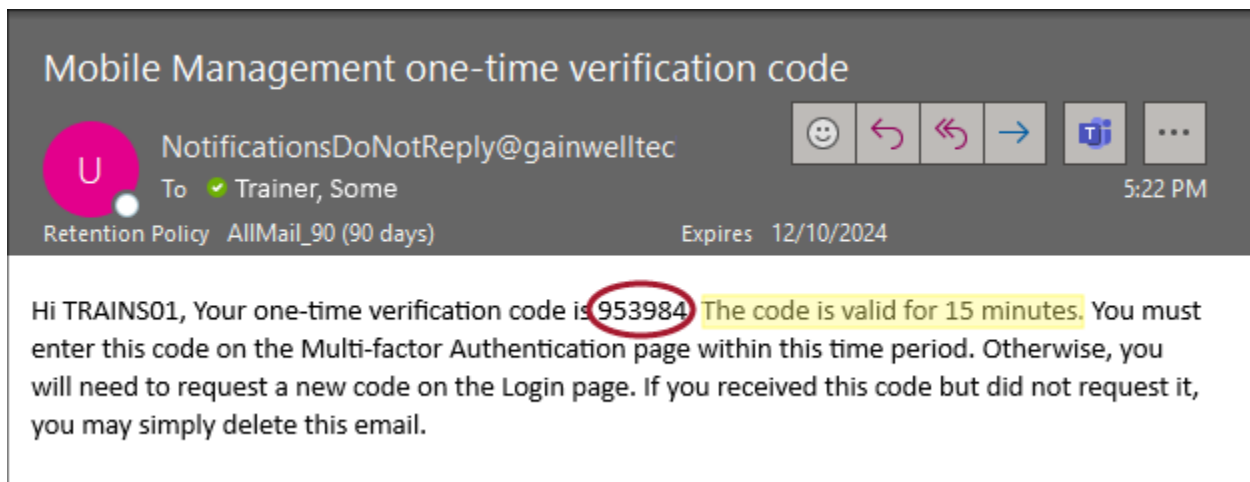 Mobile Management one-time verification code
U
NotificationsDoNotReply@gainwelltec
To Trainer, Some
5:22 PM
Retention Policy AllMail_90 (90 days) Expires 12/10/2024
Hi TRAINS01, Your one-time verification code is 953984 The code is valid for 15 minutes. You must
enter this code on the Multi-factor Authentication page within this time period. Otherwise, you
will need to request a new code on the Login page. If you received this code but did not request it,
you may simply delete this email.